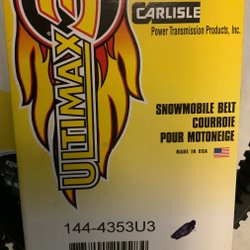 CARLISLE
Power Transmission Products, Inc.
ULTIMAX
SNOWMOBILE BELT
COURROIE
POUR MOTONEIGE
MADE IN USA
144-4353U3